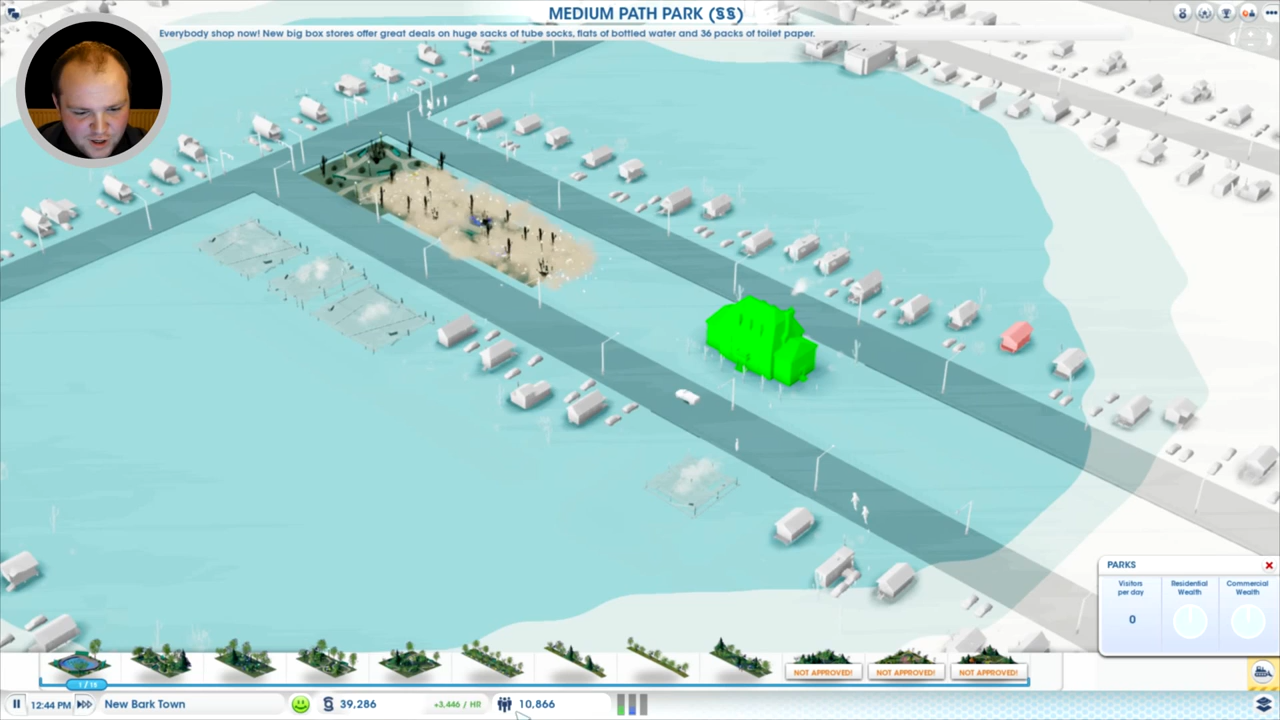 MEDIUM PATH PARK (§§)
Everybody shop now! New big box stores offer great deals on huge sacks of tube socks, flats of bottled water and 36 packs of toilet paper.
PARKS
Visitors per day
Residential Wealth
Commercial Wealth
0
NOT APPROVED!
NOT APPROVED!
NOT APPROVED!
1 / 15
12:44 PM
New Bark Town
39,286
+3,446 / HR
10,866